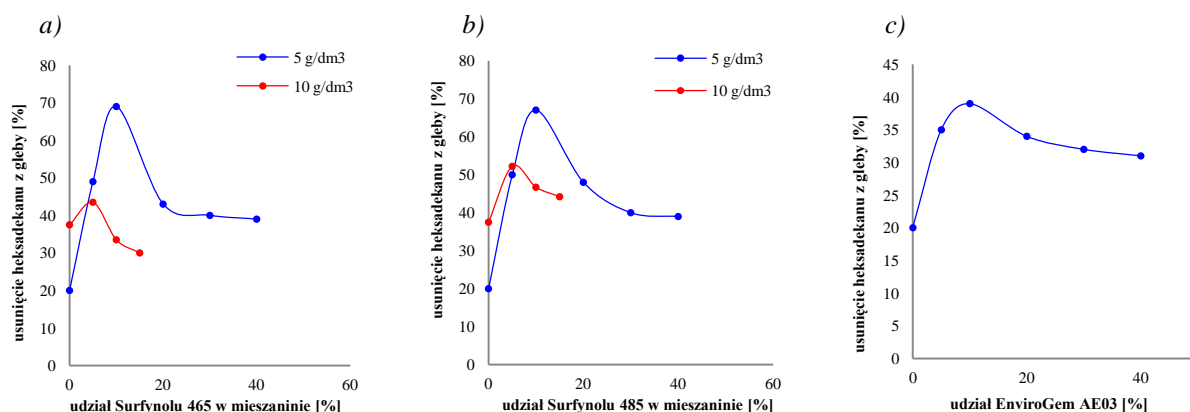 a)
5 g/dm3
10 g/dm3
usunięcie heksadekanu z gleby [%]
80
70
60
50
40
30
20
10
0
0 20 40 60
udział Surfynolu 465 w mieszaninie [%]
b)
5 g/dm3
10 g/dm3
usunięcie heksadekanu z gleby [%]
80
70
60
50
40
30
20
10
0
0 20 40 60
udział Surfynolu 485 w mieszaninie [%]
c)
usunięcie heksadekanu z gleby [%]
45
40
35
30
25
20
15
10
5
0
0 20 40
udział EnviroGem AE03 [%]